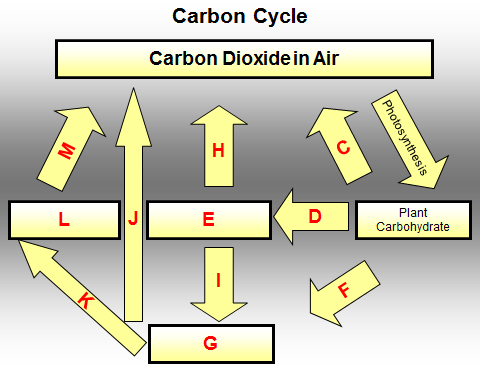 Carbon Cycle
Carbon Dioxide in Air
Photosynthesis
M
H
C
J
L
E
D
Plant
Carbohydrate
K
I
F
G